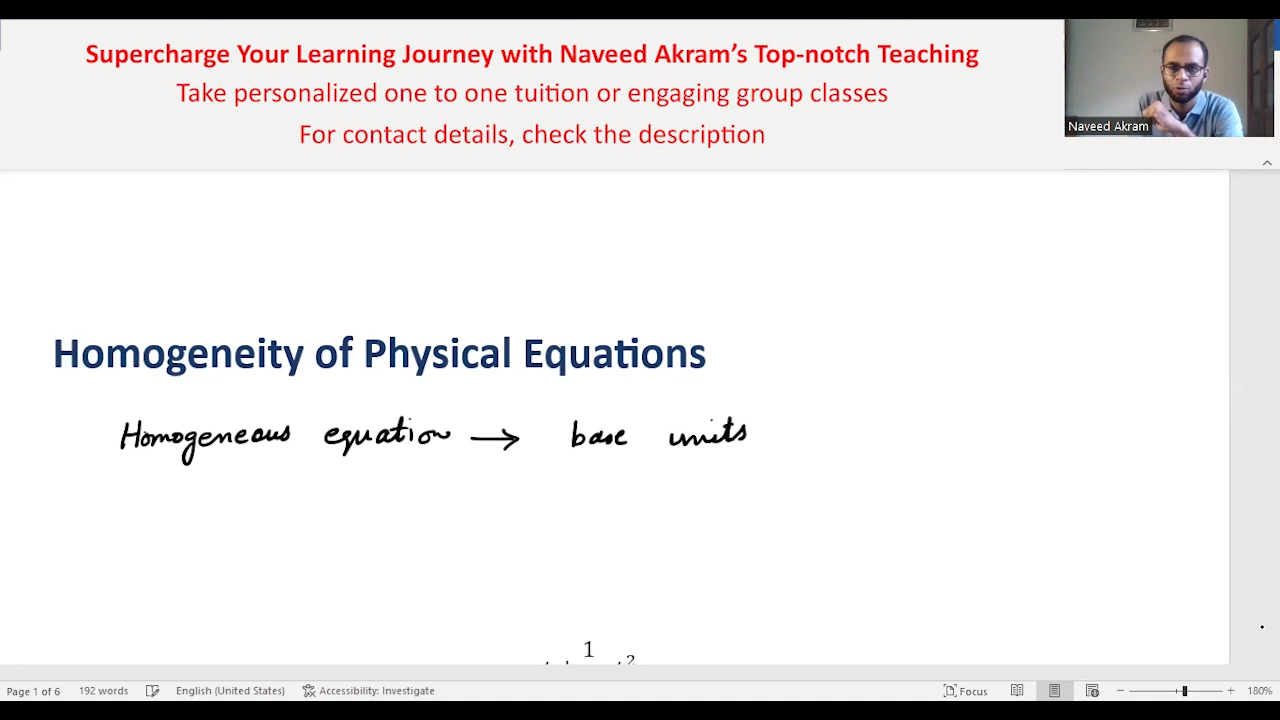 Supercharge Your Learning Journey with Naveed Akram's Top-notch Teaching
Take personalized one to one tuition or engaging group classes
For contact details, check the description
Naveed Akram
Homogeneity of Physical Equations
Homogeneous equation → base units
1
2
Page 1 of 6 192 words English (United States) Accessibility: Investigate Focus − + 180%